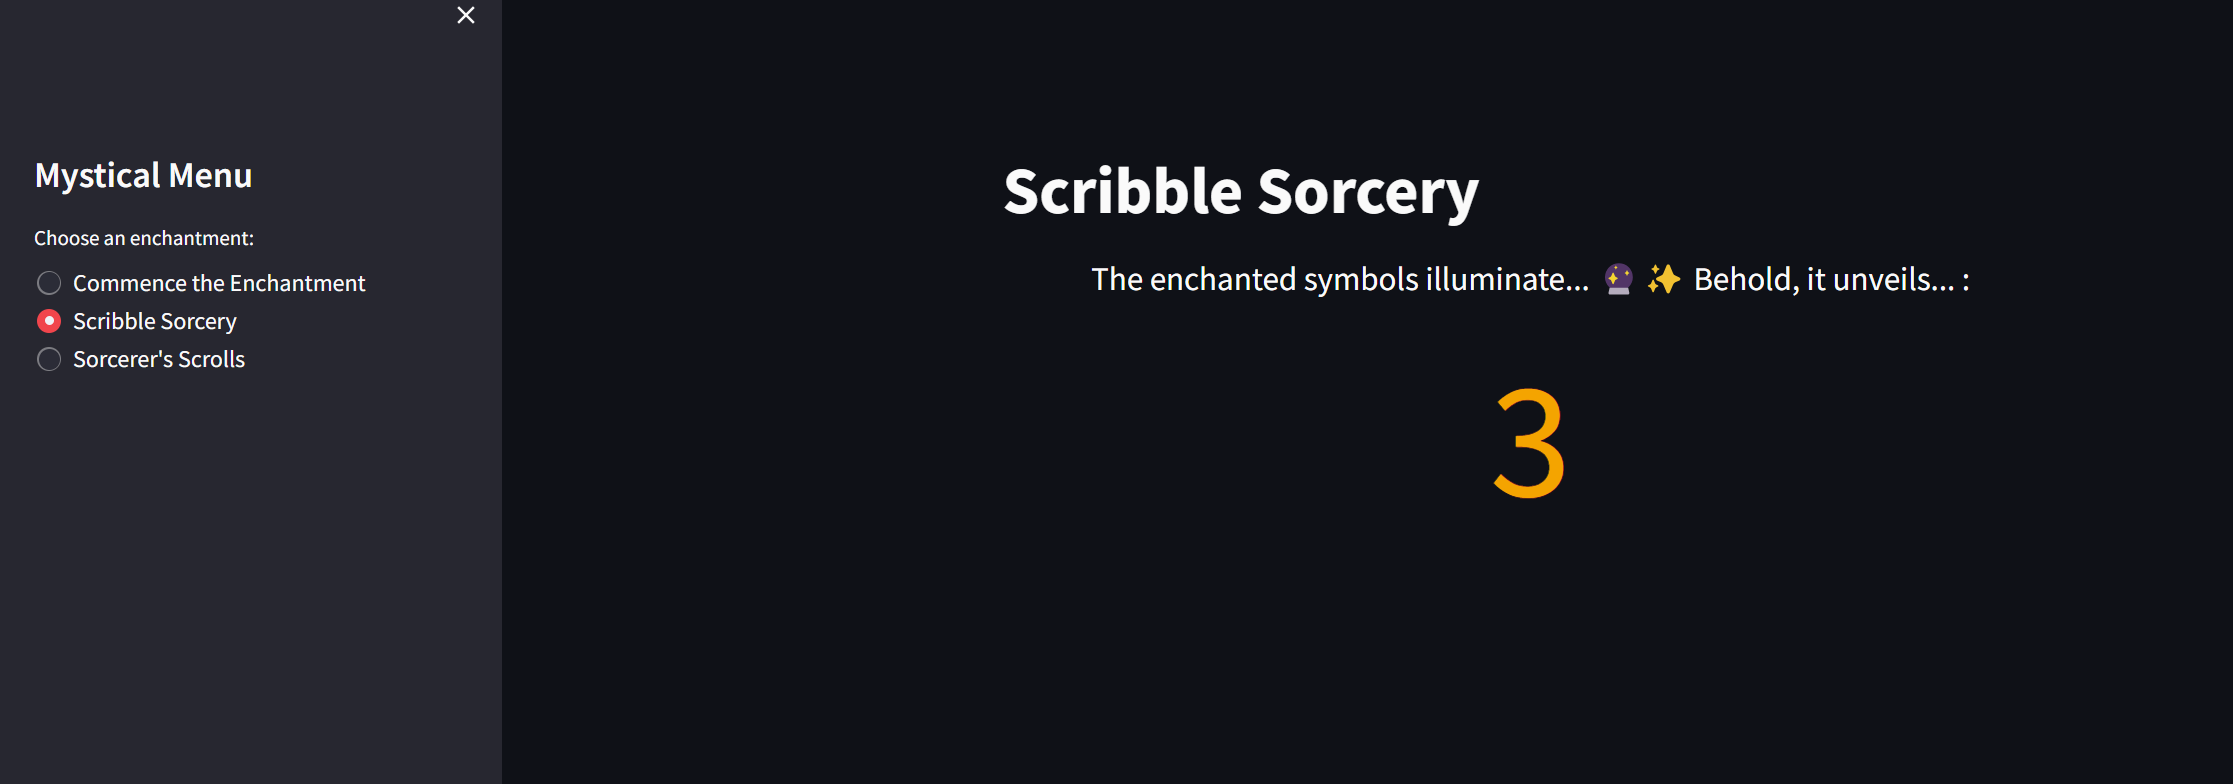 Mystical Menu
Choose an enchantment:
Commence the Enchantment
Scribble Sorcery
Sorcerer's Scrolls
Scribble Sorcery
The enchanted symbols illuminate... 🔮 ✨ Behold, it unveils... :
3